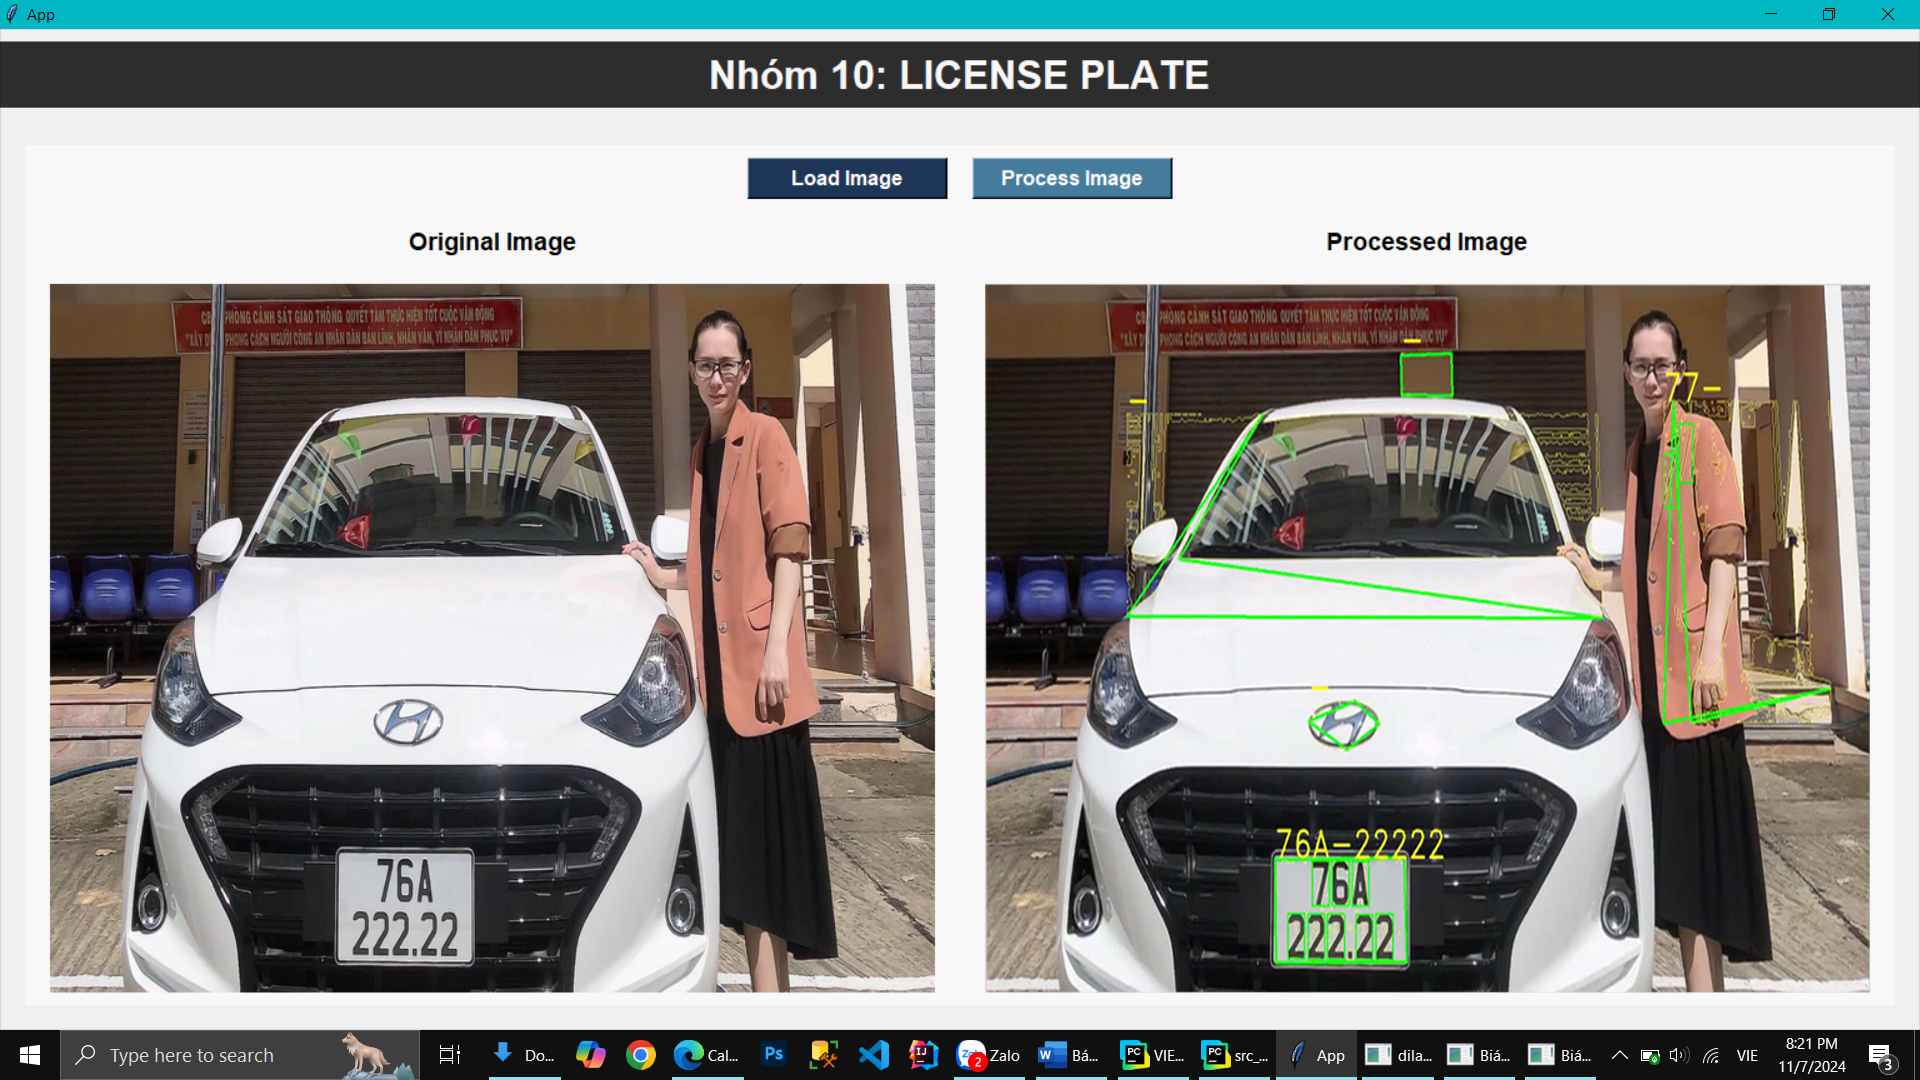 App
Nhóm 10: LICENSE PLATE
Load Image
Process Image
Original Image
Processed Image
PHÒNG CẢNH SÁT GIAO THÔNG QUYẾT TÂM THỰC HIỆN TỐT CUỘC VẬN ĐỘNG
"XÂY D PHONG CÁCH NGƯỜI CÔNG AN NHÂN DÂN BẢN LĨNH, NHÂN VĂN, VÌ NHÂN DÂN PHỤC VỤ"
76A
222.22
PHÒNG CẢNH SÁT GIAO THÔNG QUYẾT TÂM THỰC HIỆN TỐT CUỘC VẬN ĐỘNG
"XÂY D PHONG CÁCH NGƯỜI CÔNG AN NHÂN DÂN BẢN LĨNH, NHÂN VĂN, VÌ NHÂN DÂN PHỤC VỤ"
-
-
77-
-
76A-22222
76A
222.22
Type here to search
Do...
Cal...
Ps
Zalo
2
Bá...
VIE...
src_...
App
dila...
Biá...
Biá...
VIE
8:21 PM
11/7/2024
3